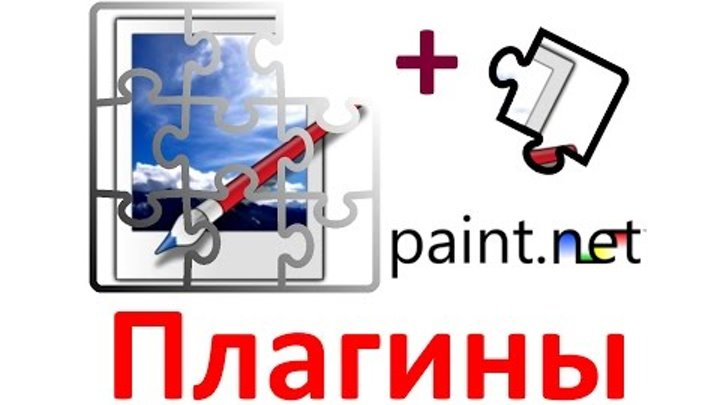 +
paint.net
Плагины